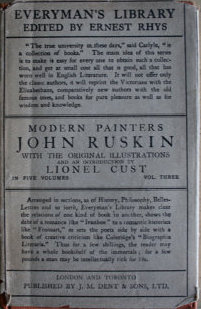 EVERYMAN'S LIBRARY
EDITED BY ERNEST RHYS
"The true university in these days," said Carlyle, "is
a collection of books." The main idea of this series
is to make it easy for every one to obtain such a collec-
tion, and get at small cost all that is good, all that has
worn well in English Literature. It will not offer only
the classic authors, it will reprint the Victorians with the
Elizabethans, comparatively new authors with the old
famous ones, and books for pure pleasure as well as for
wisdom and knowledge.
MODERN PAINTERS
JOHN RUSKIN
WITH THE ORIGINAL ILLUSTRATIONS
AND AN INTRODUCTION BY
LIONEL CUST
IN FIVE VOLUMES VOL THREE
Arranged in sections, as of History, Philosophy, Belles-
Lettres and so forth, Everyman's Library makes clear
the relations of one kind of book to another, shows the
debt of a romance like "Ivanhoe" to a romantic historian
like "Froissart," or sets the poets side by side with a
book of creative criticism like Coleridge's "Biographia
Literaria." Thus for a few shillings, the reader may
have a whole bookshelf of the immortals; for a few
pounds a man may be intellectually rich for life.
LONDON AND TORONTO
PUBLISHED BY J. M. DENT & SONS, LTD.